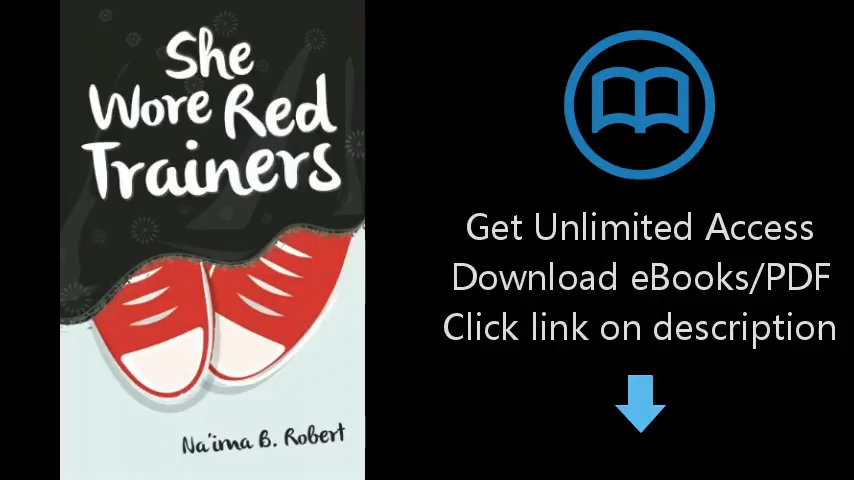 She
Wore Red
Trainers
Na'ima B. Robert
Get Unlimited Access
Download eBooks/PDF
Click link on description